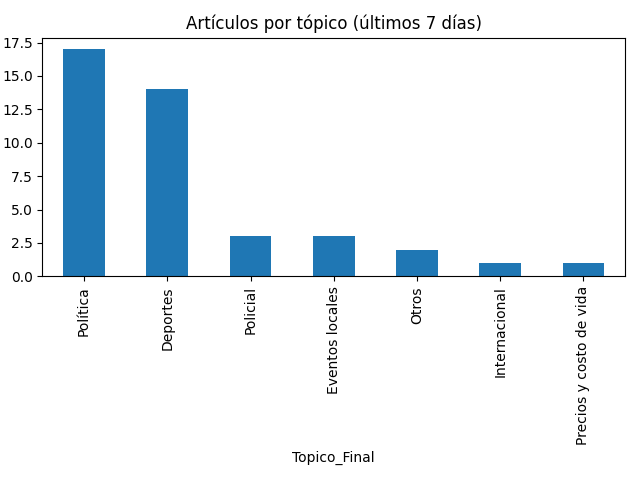 Artículos por tópico (últimos 7 días)
17.5
15.0
12.5
10.0
7.5
5.0
2.5
0.0
Política
Deportes
Policial
Eventos locales
Otros
Internacional
Precios y costo de vida
Topico_Final